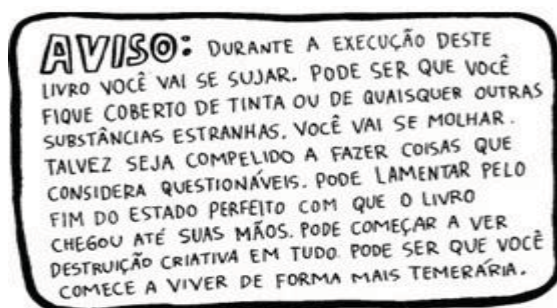 AVISO: DURANTE A EXECUÇÃO DESTE
LIVRO VOCÊ VAI SE SUJAR. PODE SER QUE VOCÊ
FIQUE COBERTO DE TINTA OU DE QUAISQUER OUTRAS
SUBSTÂNCIAS ESTRANHAS. VOCÊ VAI SE MOLHAR.
TALVEZ SEJA COMPELIDO A FAZER COISAS QUE
CONSIDERA QUESTIONÁVEIS. PODE LAMENTAR PELO
FIM DO ESTADO PERFEITO COM QUE O LIVRO
CHEGOU ATÉ SUAS MÃOS. PODE COMEÇAR A VER
DESTRUIÇÃO CRIATIVA EM TUDO. PODE SER QUE VOCÊ
COMECE A VIVER DE FORMA MAIS TEMERÁRIA.